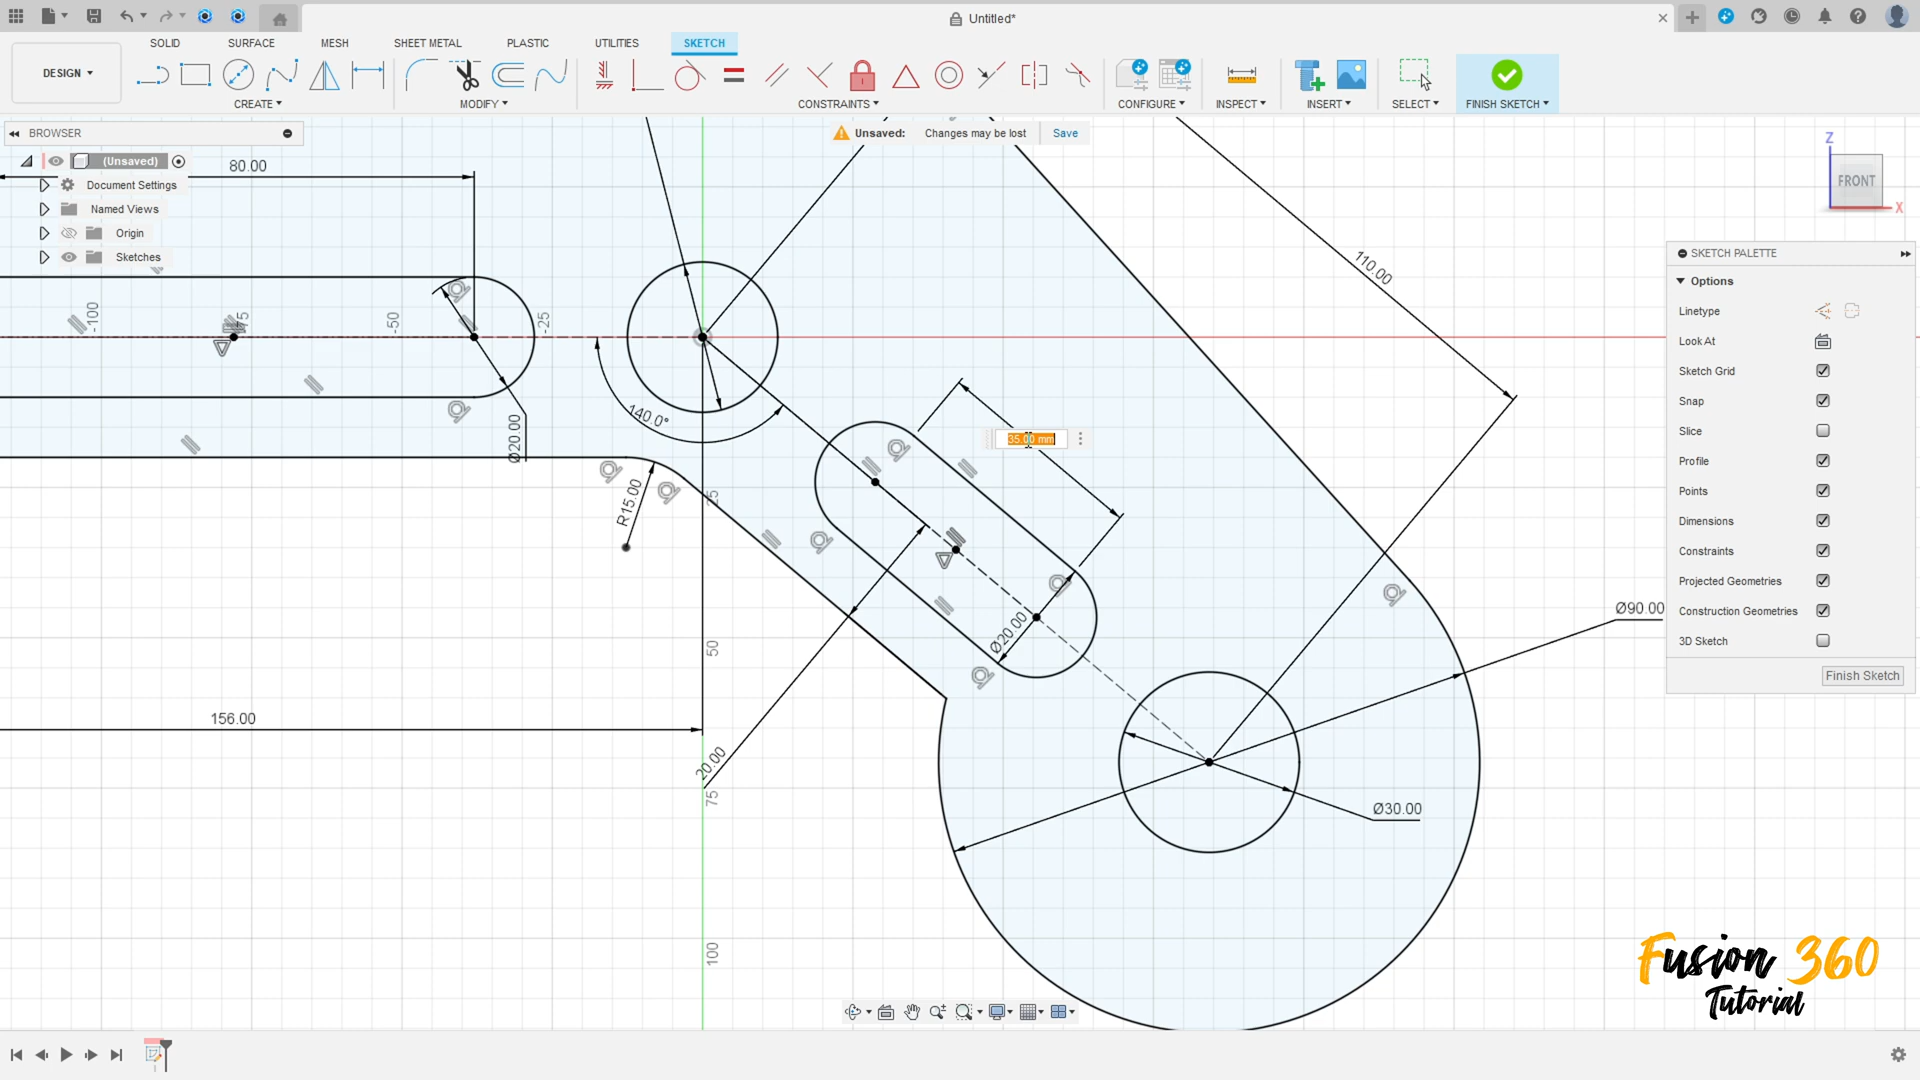 Untitled*
SOLID
SURFACE
MESH
SHEET METAL
PLASTIC
UTILITIES
SKETCH
DESIGN
CREATE
MODIFY
CONSTRAINTS
CONFIGURE
INSPECT
INSERT
SELECT
FINISH SKETCH
BROWSER
Unsaved: Changes may be lost Save
(Unsaved)
Document Settings
Named Views
Origin
Sketches
Z
FRONT
X
SKETCH PALETTE
Options
Linetype
Look At
Sketch Grid
Snap
Slice
Profile
Points
Dimensions
Constraints
Projected Geometries
Construction Geometries
3D Sketch
Finish Sketch
80.00
110.00
-100
75
-50
-25
140.0°
Ø20.00
35.00 mm
R15.00
25
Ø20.00
50
Ø90.00
156.00
20.00
75
Ø30.00
100
Fusion 360
Tutorial